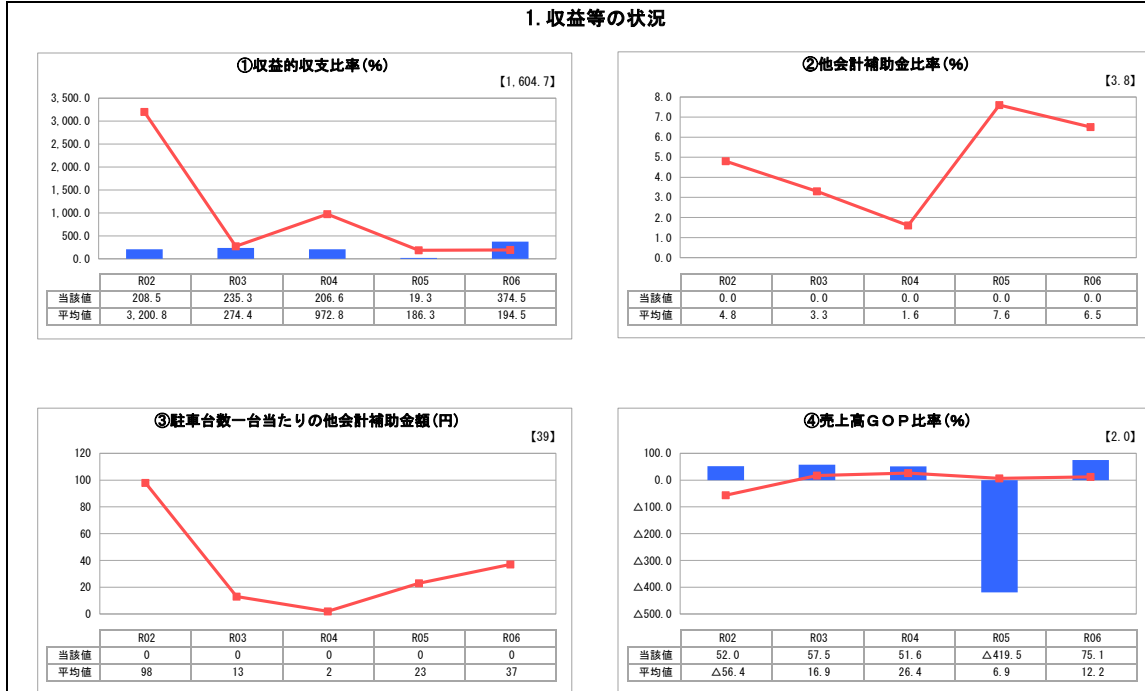 1. 収益等の状況
①収益的収支比率(%)
【1,604.7】
3,500.0
3,000.0
2,500.0
2,000.0
1,500.0
1,000.0
500.0
0.0
R02 R03 R04 R05 R06
当該値 208.5 235.3 206.6 19.3 374.5
平均値 3,200.8 274.4 972.8 186.3 194.5
②他会計補助金比率(%)
【3.8】
8.0
7.0
6.0
5.0
4.0
3.0
2.0
1.0
0.0
R02 R03 R04 R05 R06
当該値 0.0 0.0 0.0 0.0 0.0
平均値 4.8 3.3 1.6 7.6 6.5
③駐車台数一台当たりの他会計補助金額(円)
【39】
120
100
80
60
40
20
0
R02 R03 R04 R05 R06
当該値 0 0 0 0 0
平均値 98 13 2 23 37
④売上高GOP比率(%)
【2.0】
100.0
0.0
△100.0
△200.0
△300.0
△400.0
△500.0
R02 R03 R04 R05 R06
当該値 52.0 57.5 51.6 △419.5 75.1
平均値 △56.4 16.9 26.4 6.9 12.2